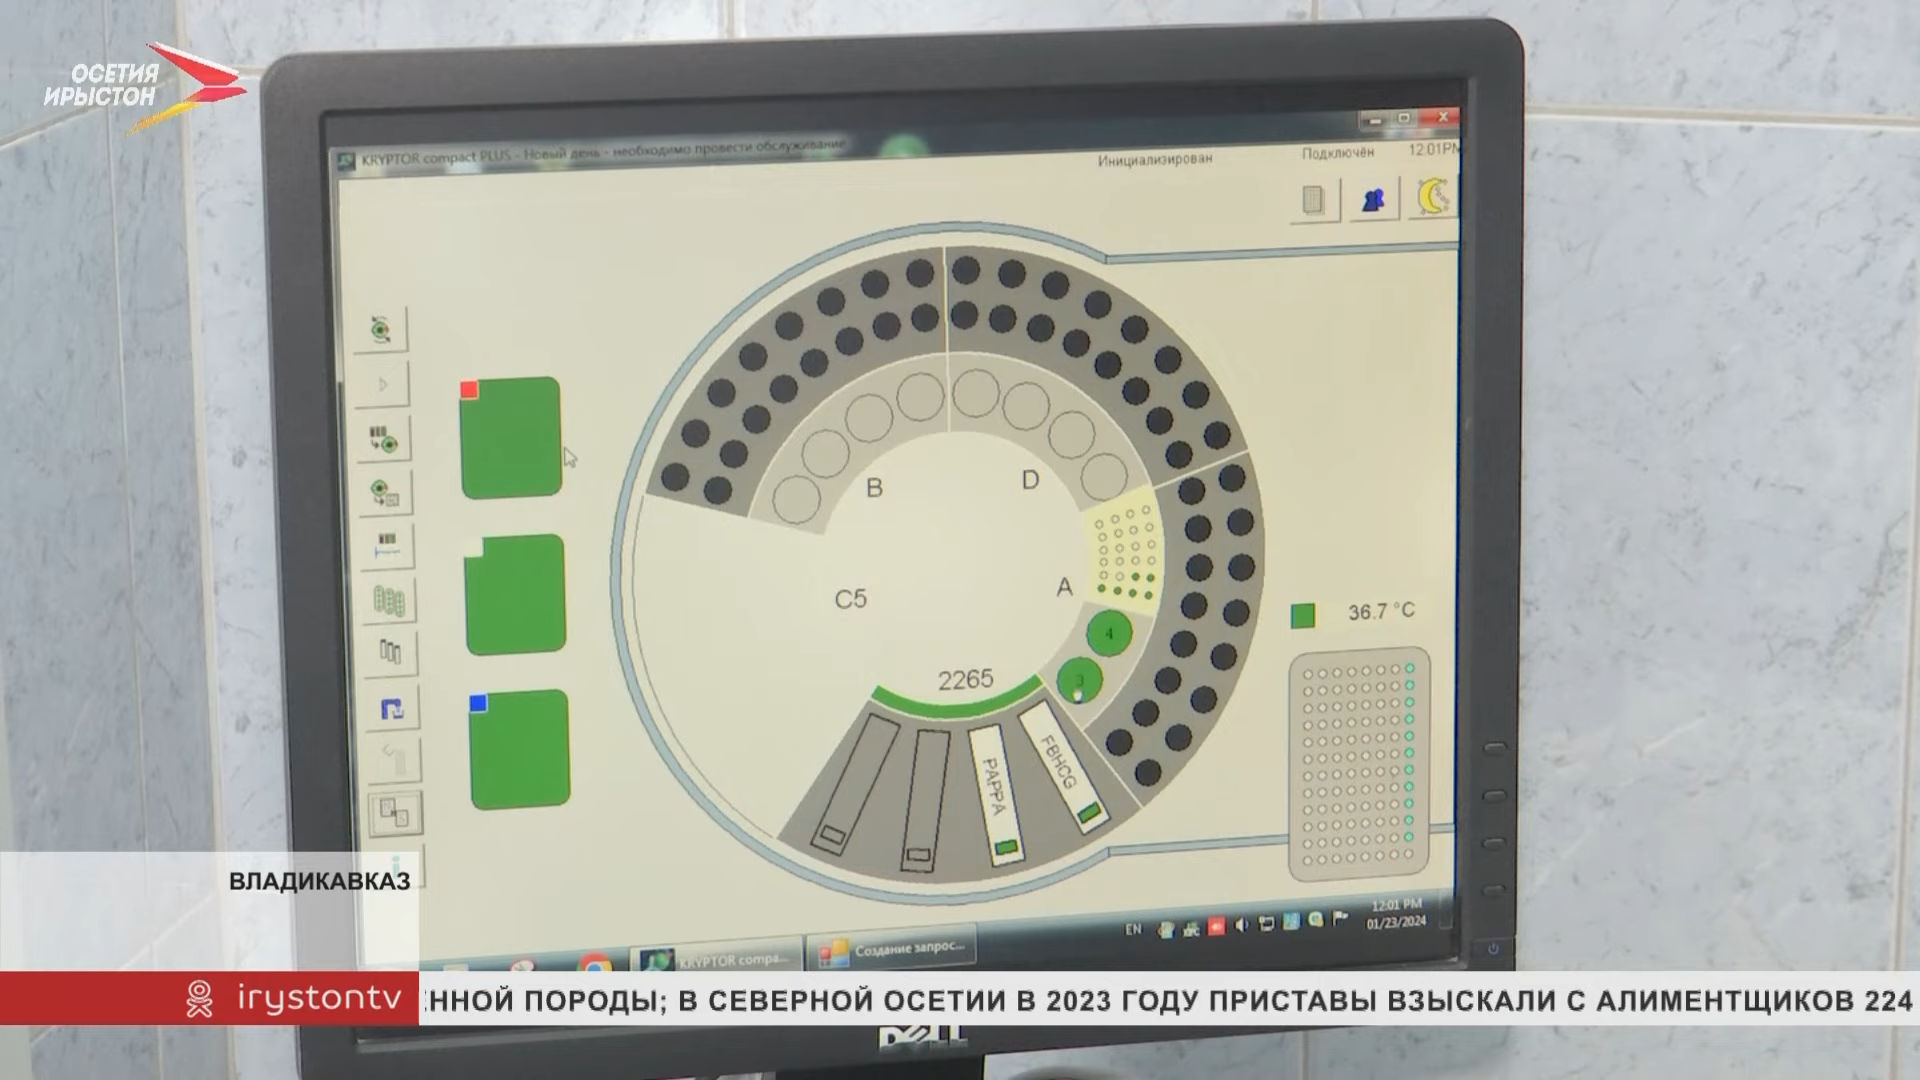 ОСЕТИЯ
ИРЫСТОН
KRYPTOR compact PLUS - Новый день - необходимо провести обслуживание
Инициализирован
Подключён
12:01PM
B
D
A
C5
4
3
2265
PAPPA
FBHCG
36.7 °C
ВЛАДИКАВКАЗ
EN
12:01 PM
01/23/2024
KRYPTOR compa...
Создание запрос...
irystontv
ЕННОЙ ПОРОДЫ; В СЕВЕРНОЙ ОСЕТИИ В 2023 ГОДУ ПРИСТАВЫ ВЗЫСКАЛИ С АЛИМЕНТЩИКОВ 224
DELL